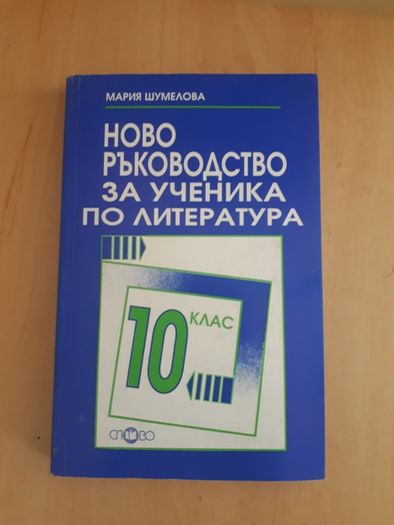 МАРИЯ ШУМЕЛОВА
НОВО
РЪКОВОДСТВО
ЗА УЧЕНИКА
ПО ЛИТЕРАТУРА
10 КЛАС
СЛОВО